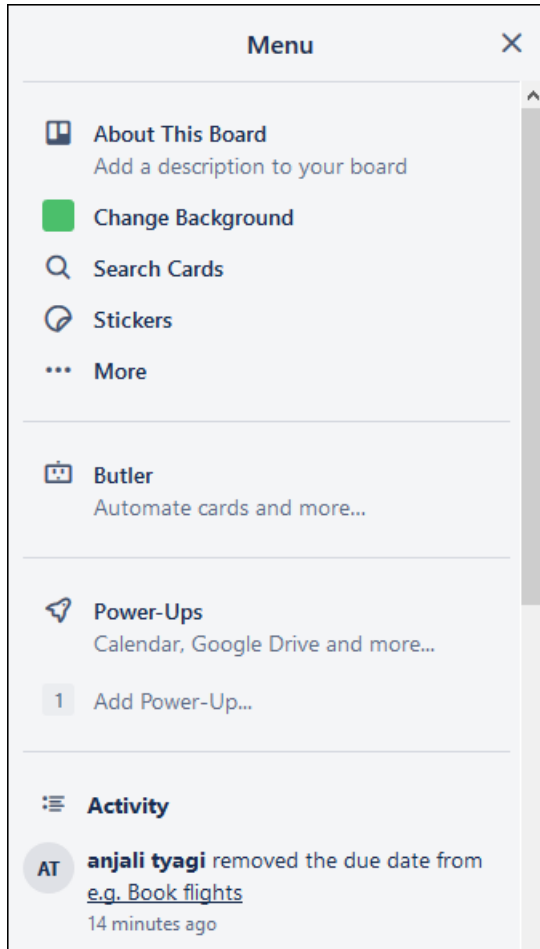 Menu
About This Board
Add a description to your board
Change Background
Search Cards
Stickers
More
Butler
Automate cards and more...
Power-Ups
Calendar, Google Drive and more...
1 Add Power-Up...
Activity
AT anjali tyagi removed the due date from
e.g. Book flights
14 minutes ago